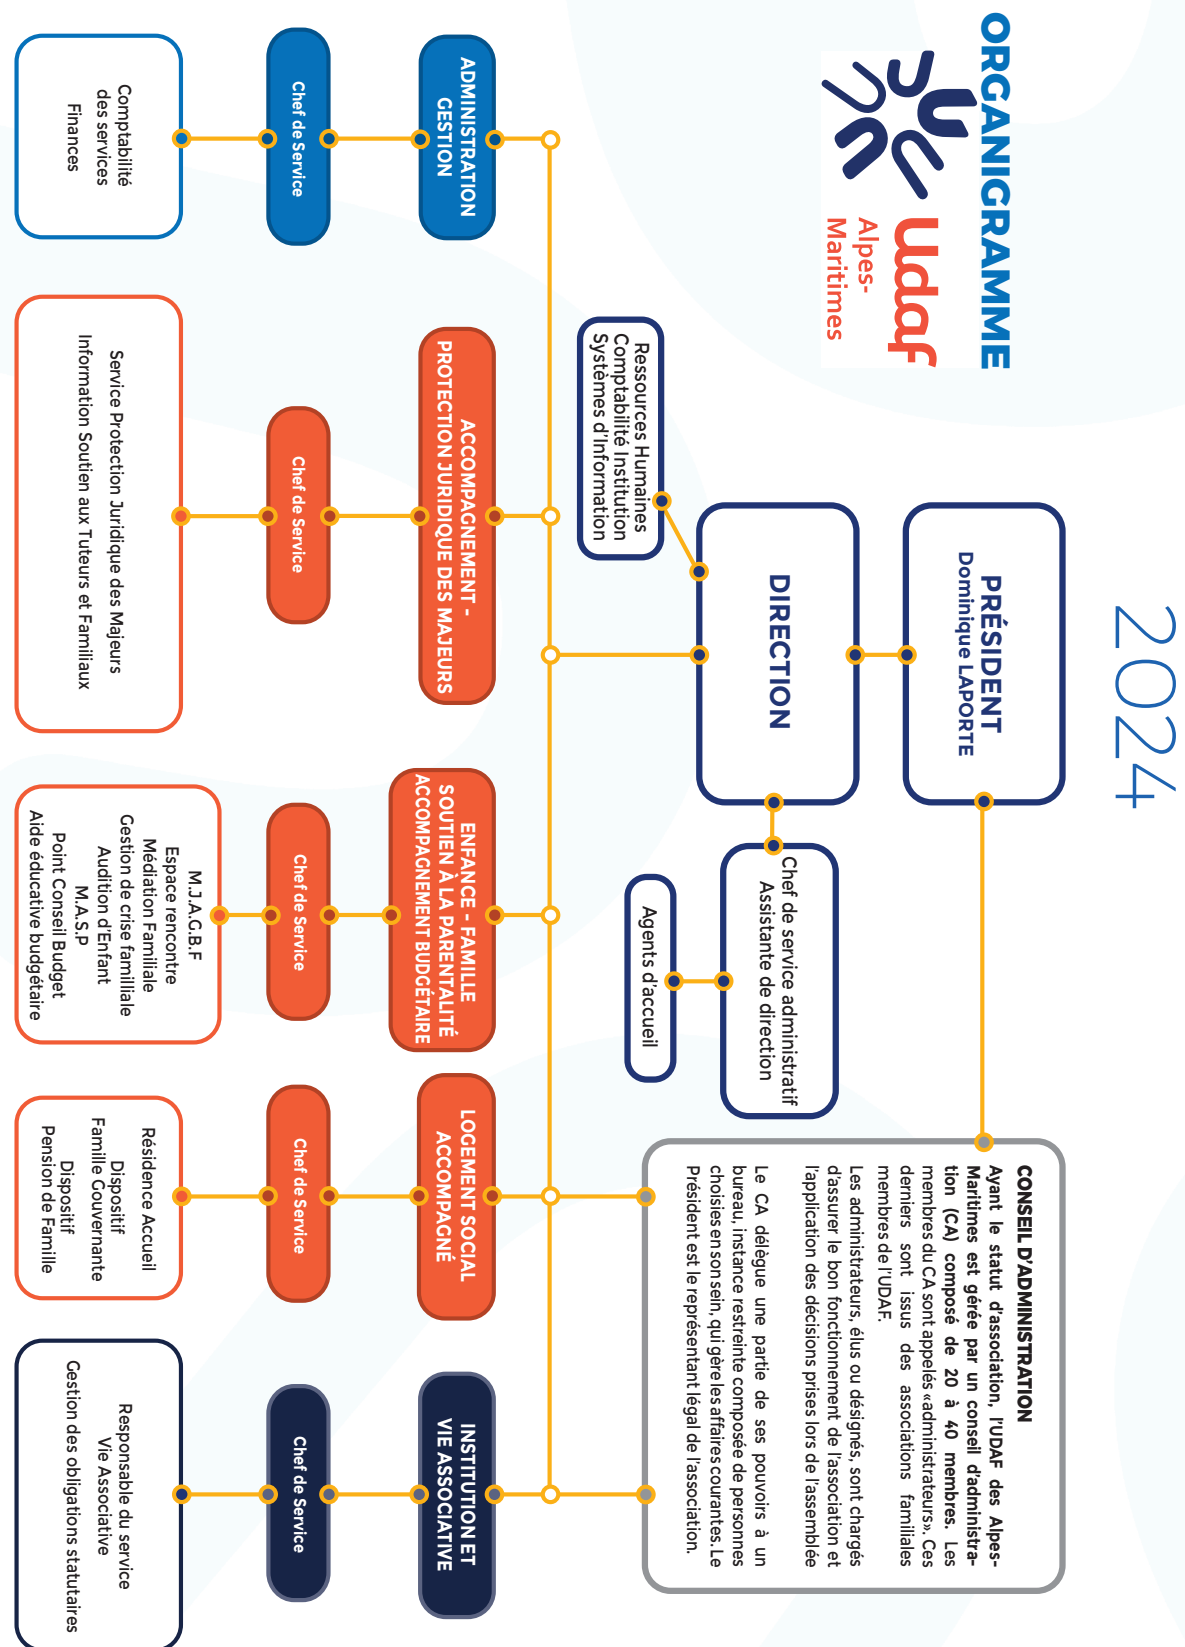 ORGANIGRAMME
Udaf
Alpes-
Maritimes
2024
PRÉSIDENT
Dominique LAPORTE
DIRECTION
Ressources Humaines
Comptabilité Institution
Systèmes d'Information
Chef de service administratif
Assistante de direction
Agents d'accueil
CONSEIL D'ADMINISTRATION
Ayant le statut d'association, l'UDAF des Alpes-
Maritimes est gérée par un conseil d'administra-
tion (CA) composé de 20 à 40 membres. Les
membres du CA sont appelés «administrateurs». Ces
derniers sont issus des associations familiales
membres de l'UDAF.
Les administrateurs, élus ou désignés, sont chargés
d'assurer le bon fonctionnement de l'association et
l'application des décisions prises lors de l'assemblée
Le CA délègue une partie de ses pouvoirs à un
bureau, instance restreinte composée de personnes
choisies en son sein, qui gère les affaires courantes. Le
Président est le représentant légal de l'association.
ADMINISTRATION
GESTION
Chef de Service
Comptabilité
des services
Finances
ACCOMPAGNEMENT -
PROTECTION JURIDIQUE DES MAJEURS
Chef de Service
Service Protection Juridique des Majeurs
Information Soutien aux Tuteurs et Familiaux
ENFANCE - FAMILLE
SOUTIEN À LA PARENTALITÉ
ACCOMPAGNEMENT BUDGÉTAIRE
Chef de Service
M.J.A.G.B.F
Espace rencontre
Médiation Familiale
Gestion de crise familliale
Audition d'Enfant
M.A.S.P
Point Conseil Budget
Aide éducative budgétaire
LOGEMENT SOCIAL
ACCOMPAGNÉ
Chef de Service
Résidence Accueil
Dispositif
Famille Gouvernante
Dispositif
Pension de Famille
INSTITUTION ET
VIE ASSOCIATIVE
Chef de Service
Responsable du service
Vie Associative
Gestion des obligations statutaires